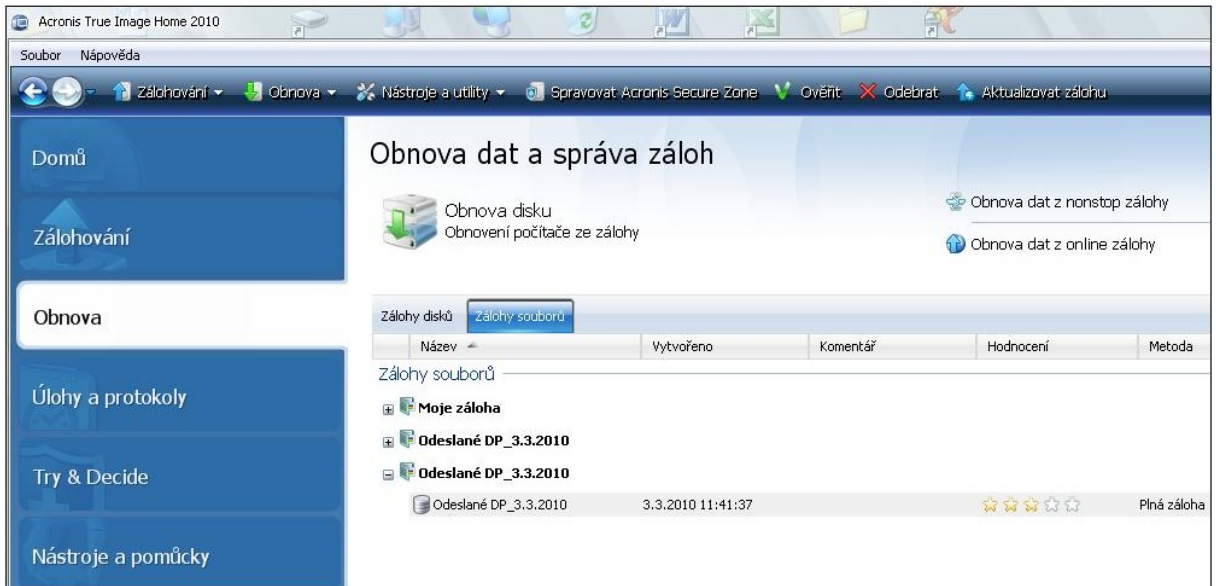 Acronis True Image Home 2010
Soubor Nápověda
Zálohování Obnova Nástroje a utility Spravovat Acronis Secure Zone Ověřit Odebrat Aktualizovat zálohu
Domů
Zálohování
Obnova
Úlohy a protokoly
Try & Decide
Nástroje a pomůcky
Obnova dat a správa záloh
Obnova disku
Obnovení počítače ze zálohy
Obnova dat z nonstop zálohy
Obnova dat z online zálohy
Zálohy disků Zálohy souborů
Název Vytvořeno Komentář Hodnocení Metoda
Zálohy souborů
Moje záloha
Odeslané DP_3.3.2010
Odeslané DP_3.3.2010
Odeslané DP_3.3.2010 3.3.2010 11:41:37 Plná záloha